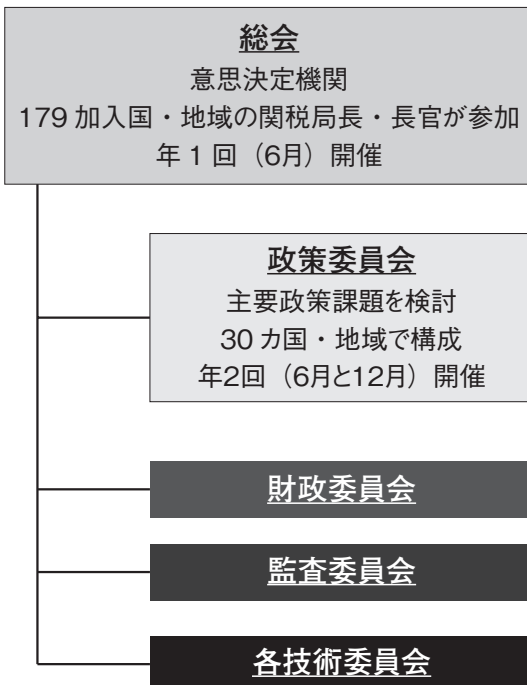 総会
意思決定機関
179 加入国・地域の関税局長・長官が参加
年 1 回（6月）開催
政策委員会
主要政策課題を検討
30 カ国・地域で構成
年2回（6月と12月）開催
財政委員会
監査委員会
各技術委員会